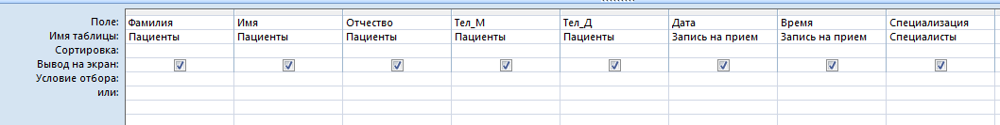 Поле: Фамилия Имя Отчество Тел_М Тел_Д Дата Время Специализация
Имя таблицы: Пациенты Пациенты Пациенты Пациенты Пациенты Запись на прием Запись на прием Специалисты
Сортировка:
Вывод на экран:
Условие отбора:
или: